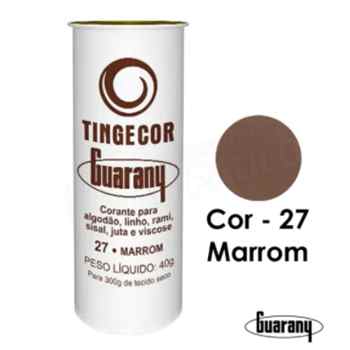 TINGECOR
Guarany
Corante para
algodão, linho, rami,
sisal, juta e viscose
27 • MARROM
PESO LÍQUIDO: 40g
Para 300g de tecido seco
Cor - 27
Marrom
Guarany